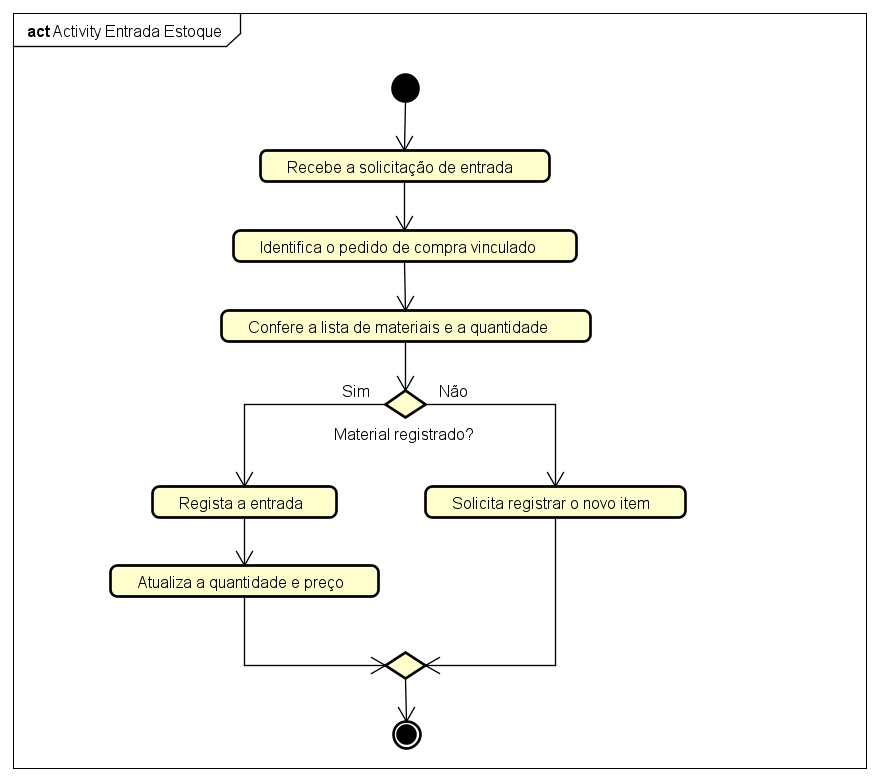 act Activity Entrada Estoque
Recebe a solicitação de entrada
Identifica o pedido de compra vinculado
Confere a lista de materiais e a quantidade
Sim
Não
Material registrado?
Regista a entrada
Solicita registrar o novo item
Atualiza a quantidade e preço